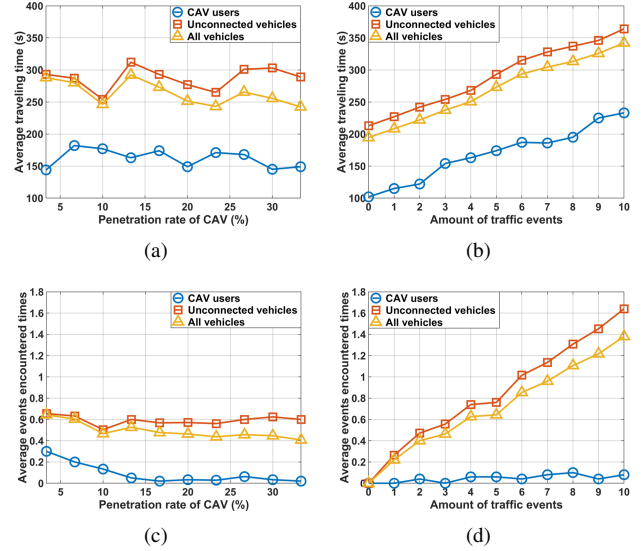 CAV users
Unconnected vehicles
All vehicles
Average traveling time (s)
400
350
300
250
200
150
100
5 10 15 20 25 30
Penetration rate of CAV (%)
(a)
CAV users
Unconnected vehicles
All vehicles
Average traveling time (s)
400
350
300
250
200
150
100
0 1 2 3 4 5 6 7 8 9 10
Amount of traffic events
(b)
CAV users
Unconnected vehicles
All vehicles
Average events encountered times
1.8
1.6
1.4
1.2
1
0.8
0.6
0.4
0.2
0
5 10 15 20 25 30
Penetration rate of CAV (%)
(c)
CAV users
Unconnected vehicles
All vehicles
Average events encountered times
1.8
1.6
1.4
1.2
1
0.8
0.6
0.4
0.2
0
0 1 2 3 4 5 6 7 8 9 10
Amount of traffic events
(d)